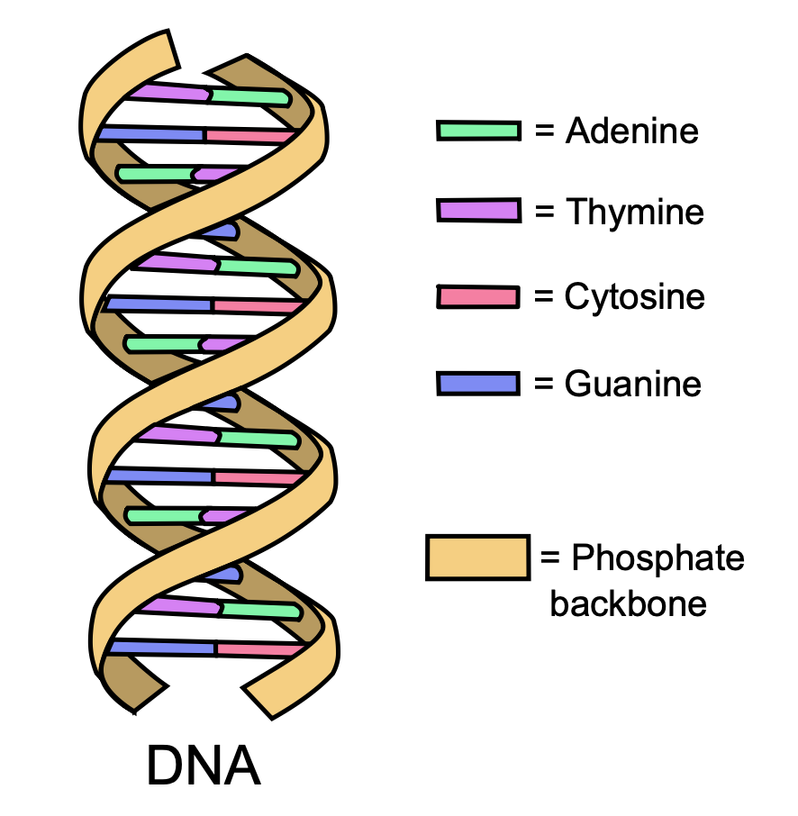 = Adenine
= Thymine
= Cytosine
= Guanine
= Phosphate
backbone
DNA